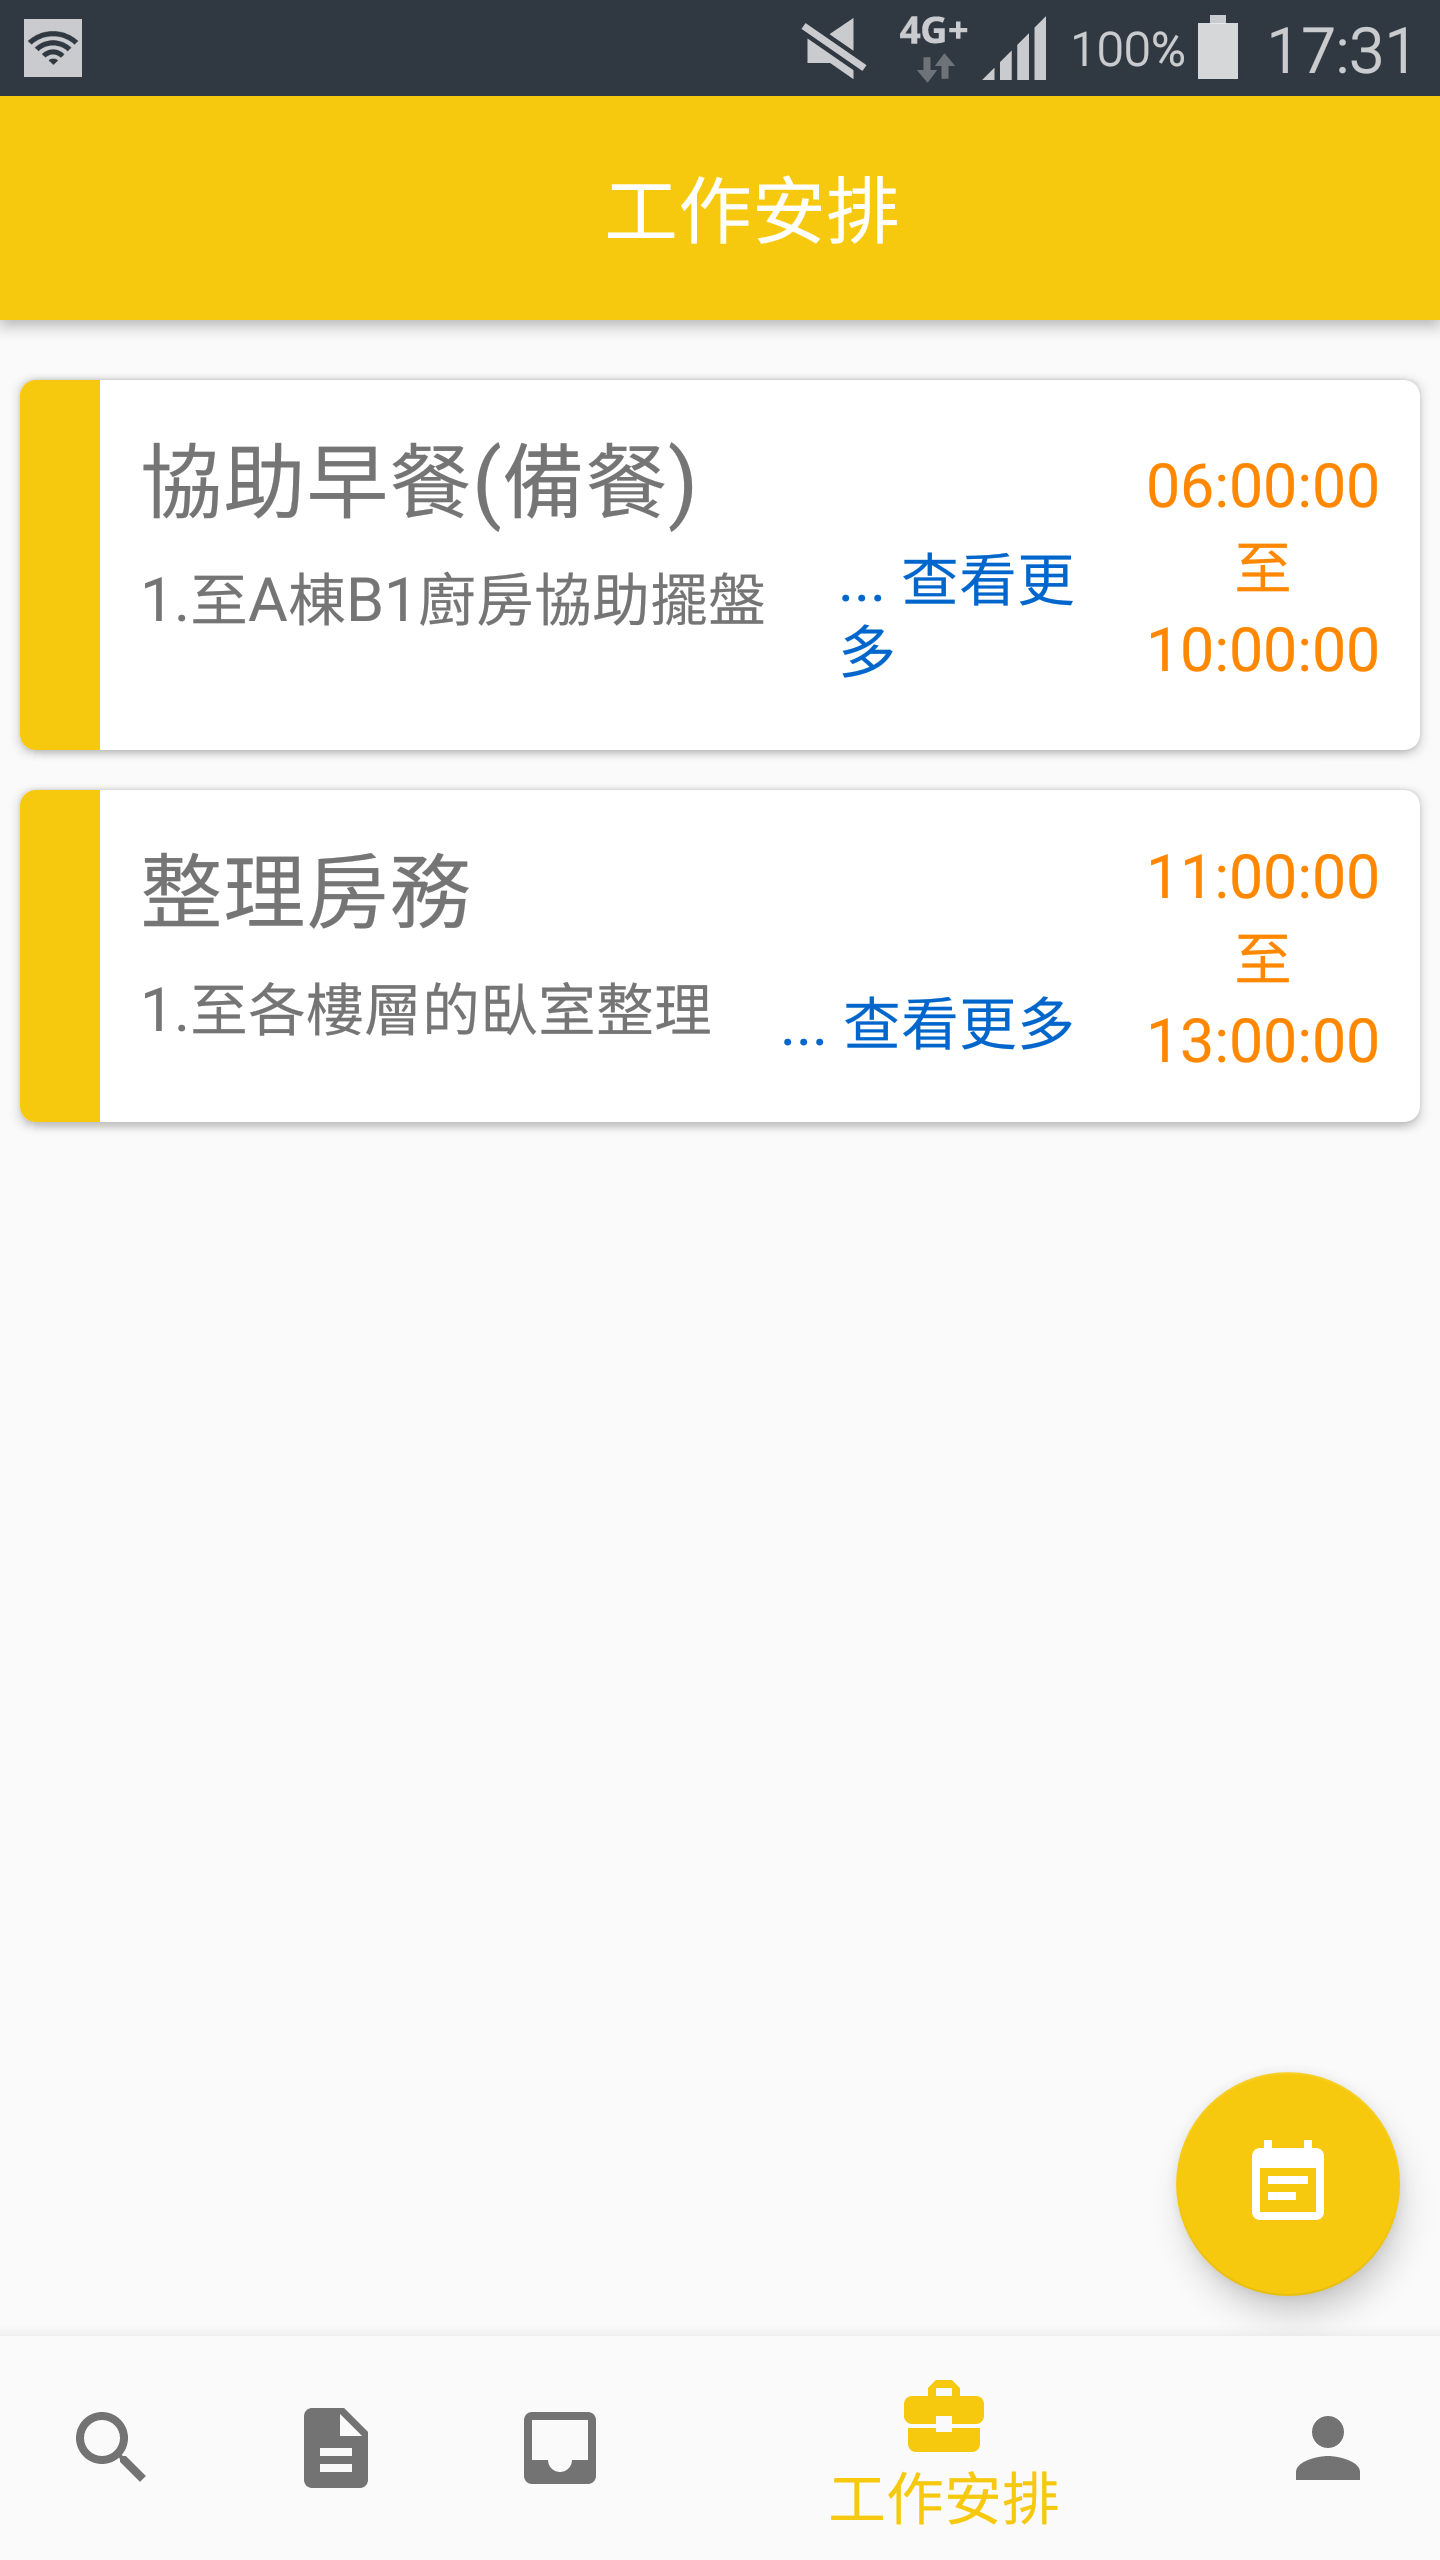 4G+ 100% 17:31
工作安排
協助早餐(備餐)
1.至A棟B1廚房協助擺盤
... 查看更
多
06:00:00
至
10:00:00
整理房務
1.至各樓層的臥室整理
... 查看更多
11:00:00
至
13:00:00
工作安排